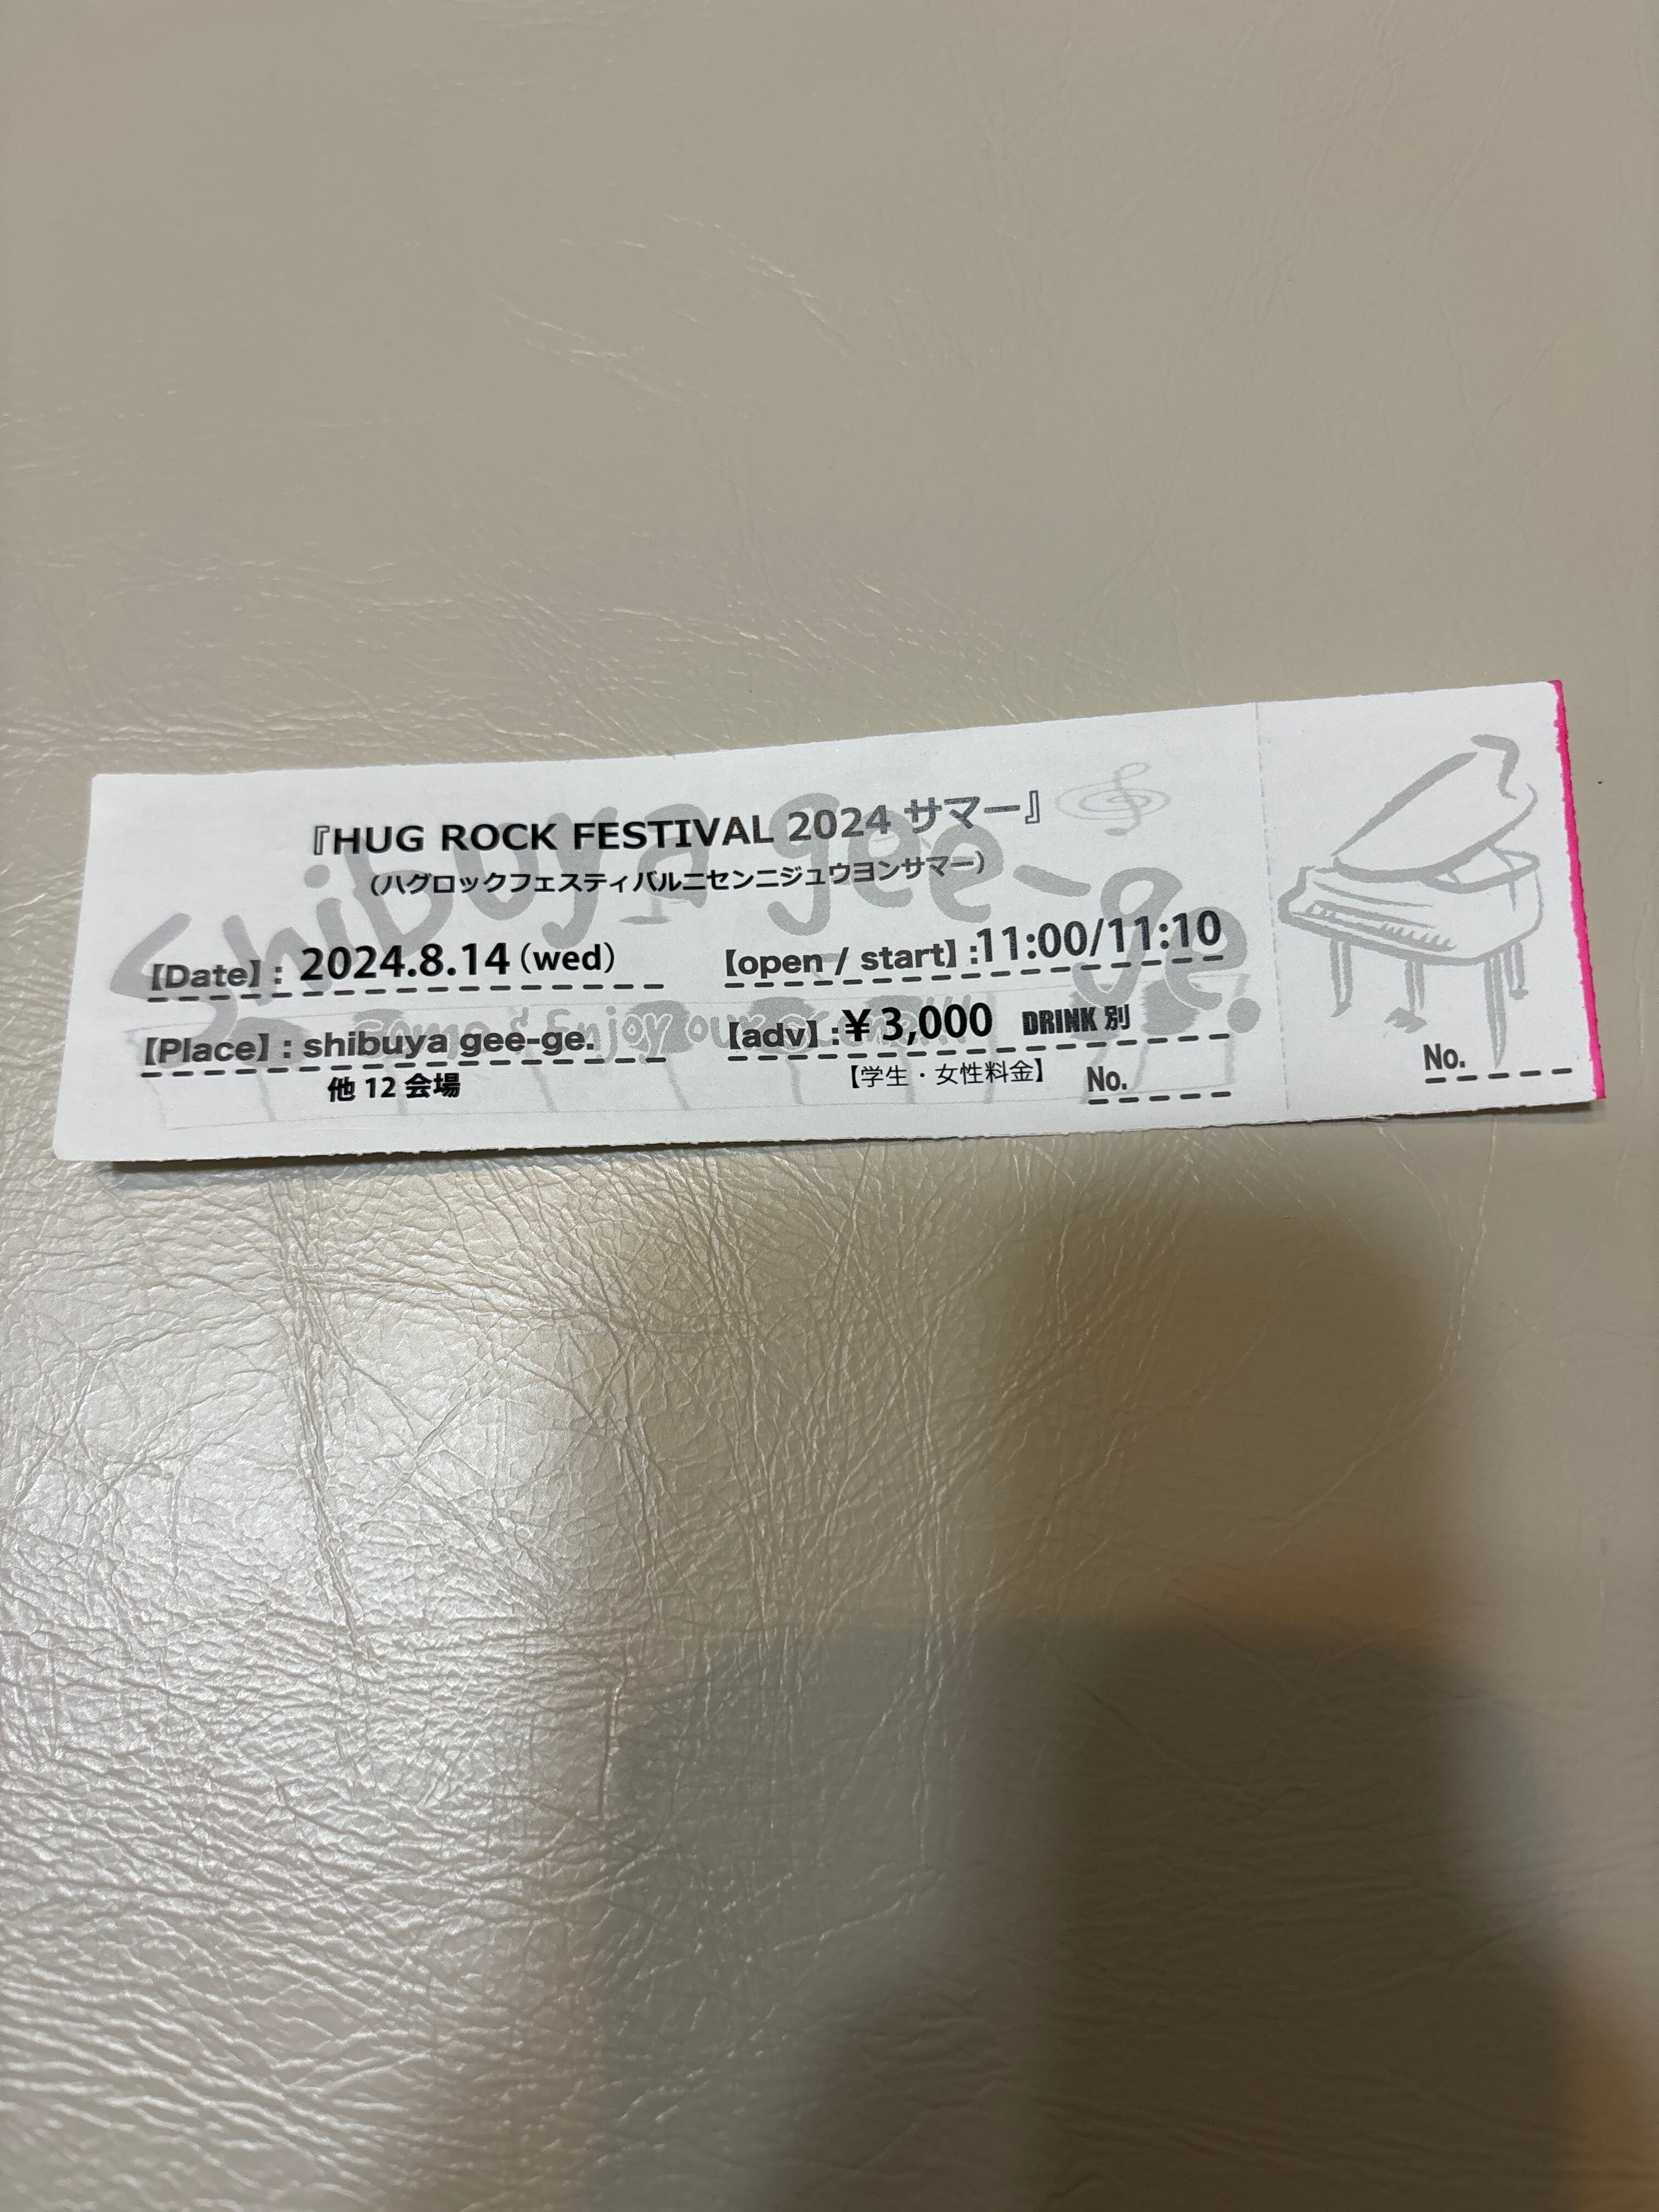 『HUG ROCK FESTIVAL 2024 サマー』
（ハグロックフェスティバルニセンニジュウヨンサマー）
shibuya gee-ge.
【Date】: 2024.8.14（wed）
【open / start】:11:00/11:10
【Place】: shibuya gee-ge.
他 12 会場
【adv】:¥3,000 DRINK 別
【学生・女性料金】
No.
No.
Enjoy our